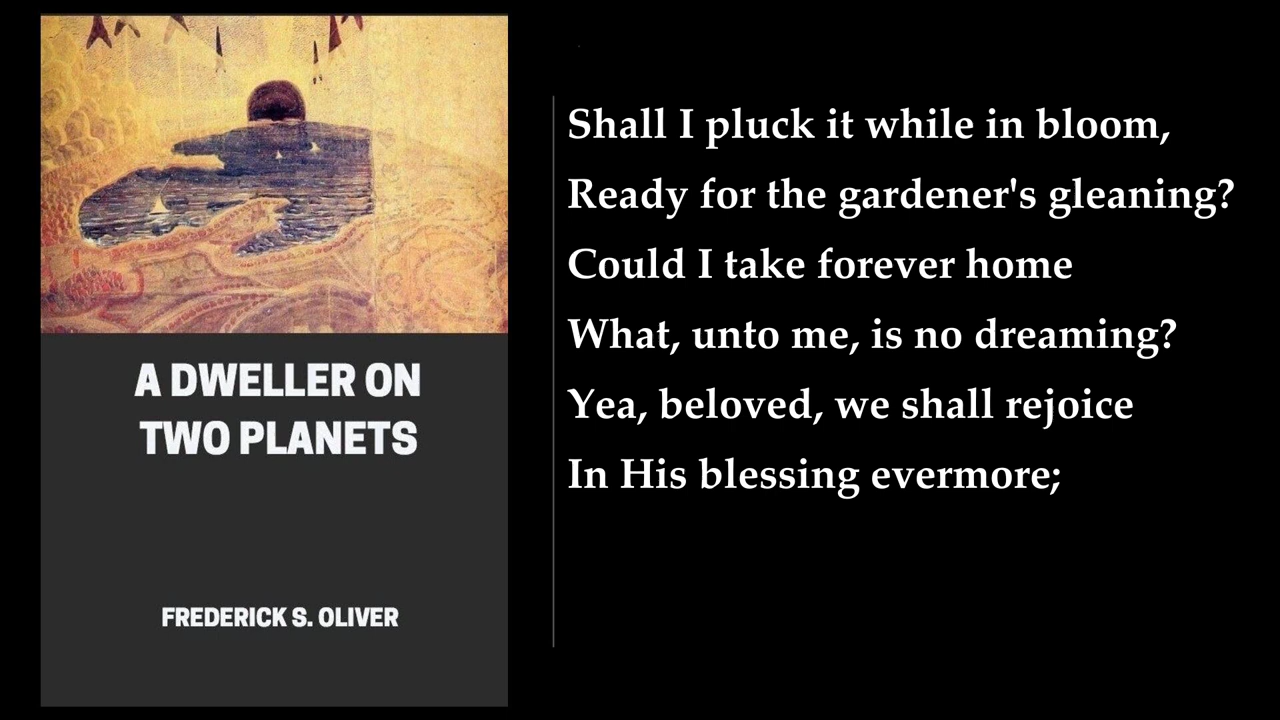 A DWELLER ON
TWO PLANETS
FREDERICK S. OLIVER
Shall I pluck it while in bloom,
Ready for the gardener's gleaning?
Could I take forever home
What, unto me, is no dreaming?
Yea, beloved, we shall rejoice
In His blessing evermore;